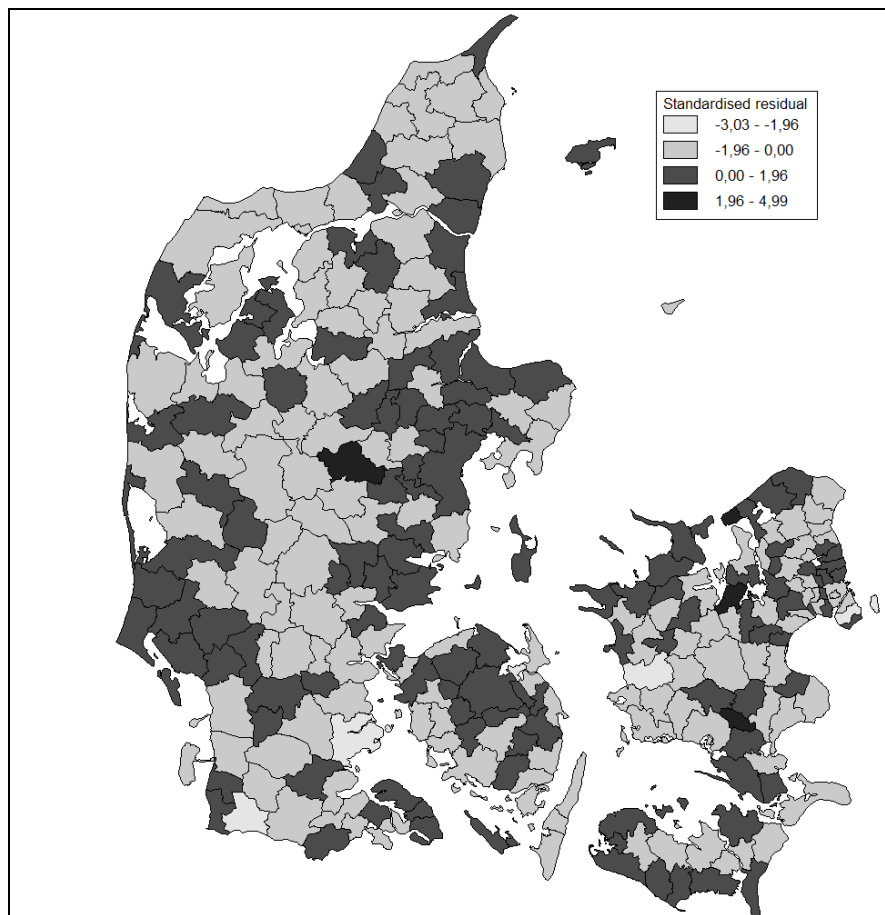 Standardised residual
-3,03 - -1,96
-1,96 - 0,00
0,00 - 1,96
1,96 - 4,99